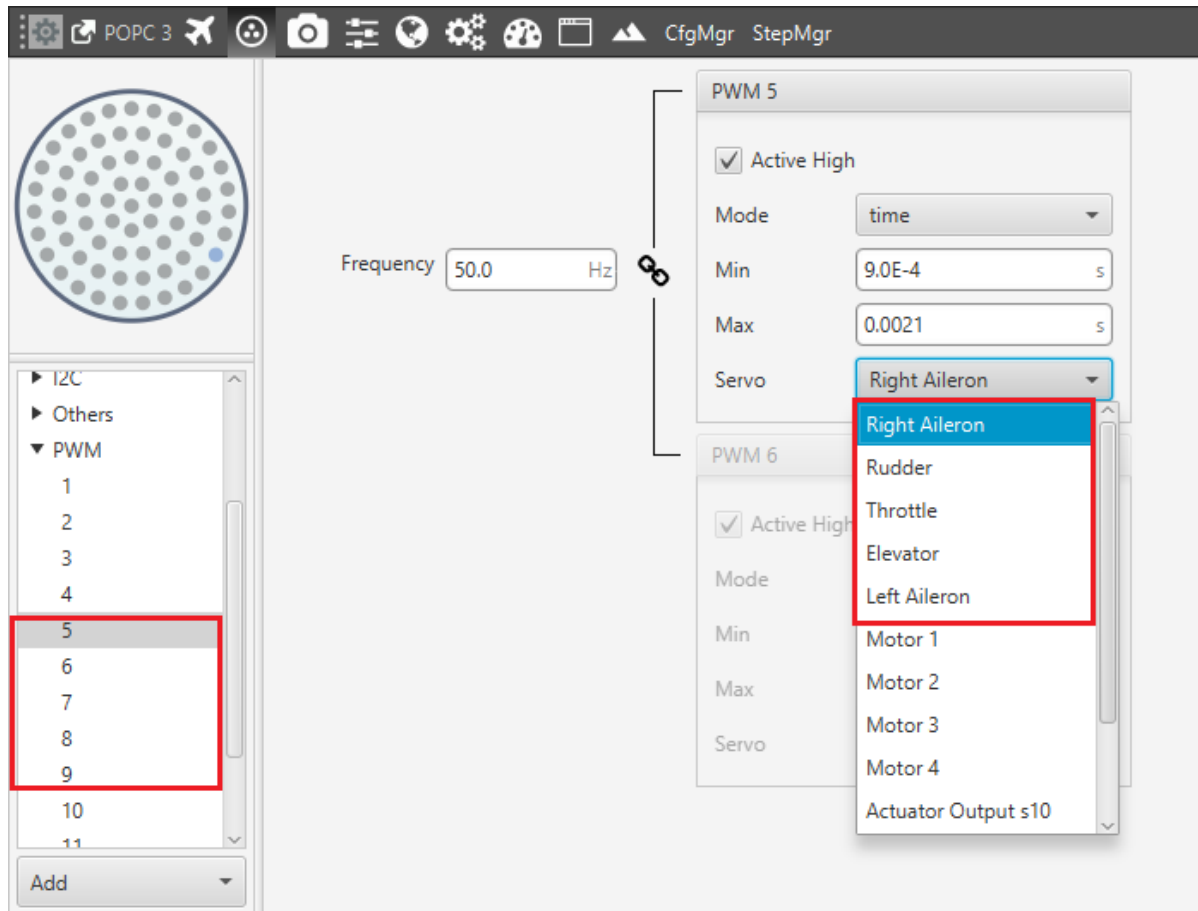 POPC 3 CfgMgr StepMgr
I2C
Others
PWM
1
2
3
4
5
6
7
8
9
10
11
Add
Frequency 50.0 Hz
PWM 5
Active High
Mode time
Min 9.0E-4 s
Max 0.0021 s
Servo Right Aileron
Right Aileron
Rudder
Throttle
Elevator
Left Aileron
Motor 1
Motor 2
Motor 3
Motor 4
Actuator Output s10
PWM 6
Active High
Mode
Min
Max
Servo